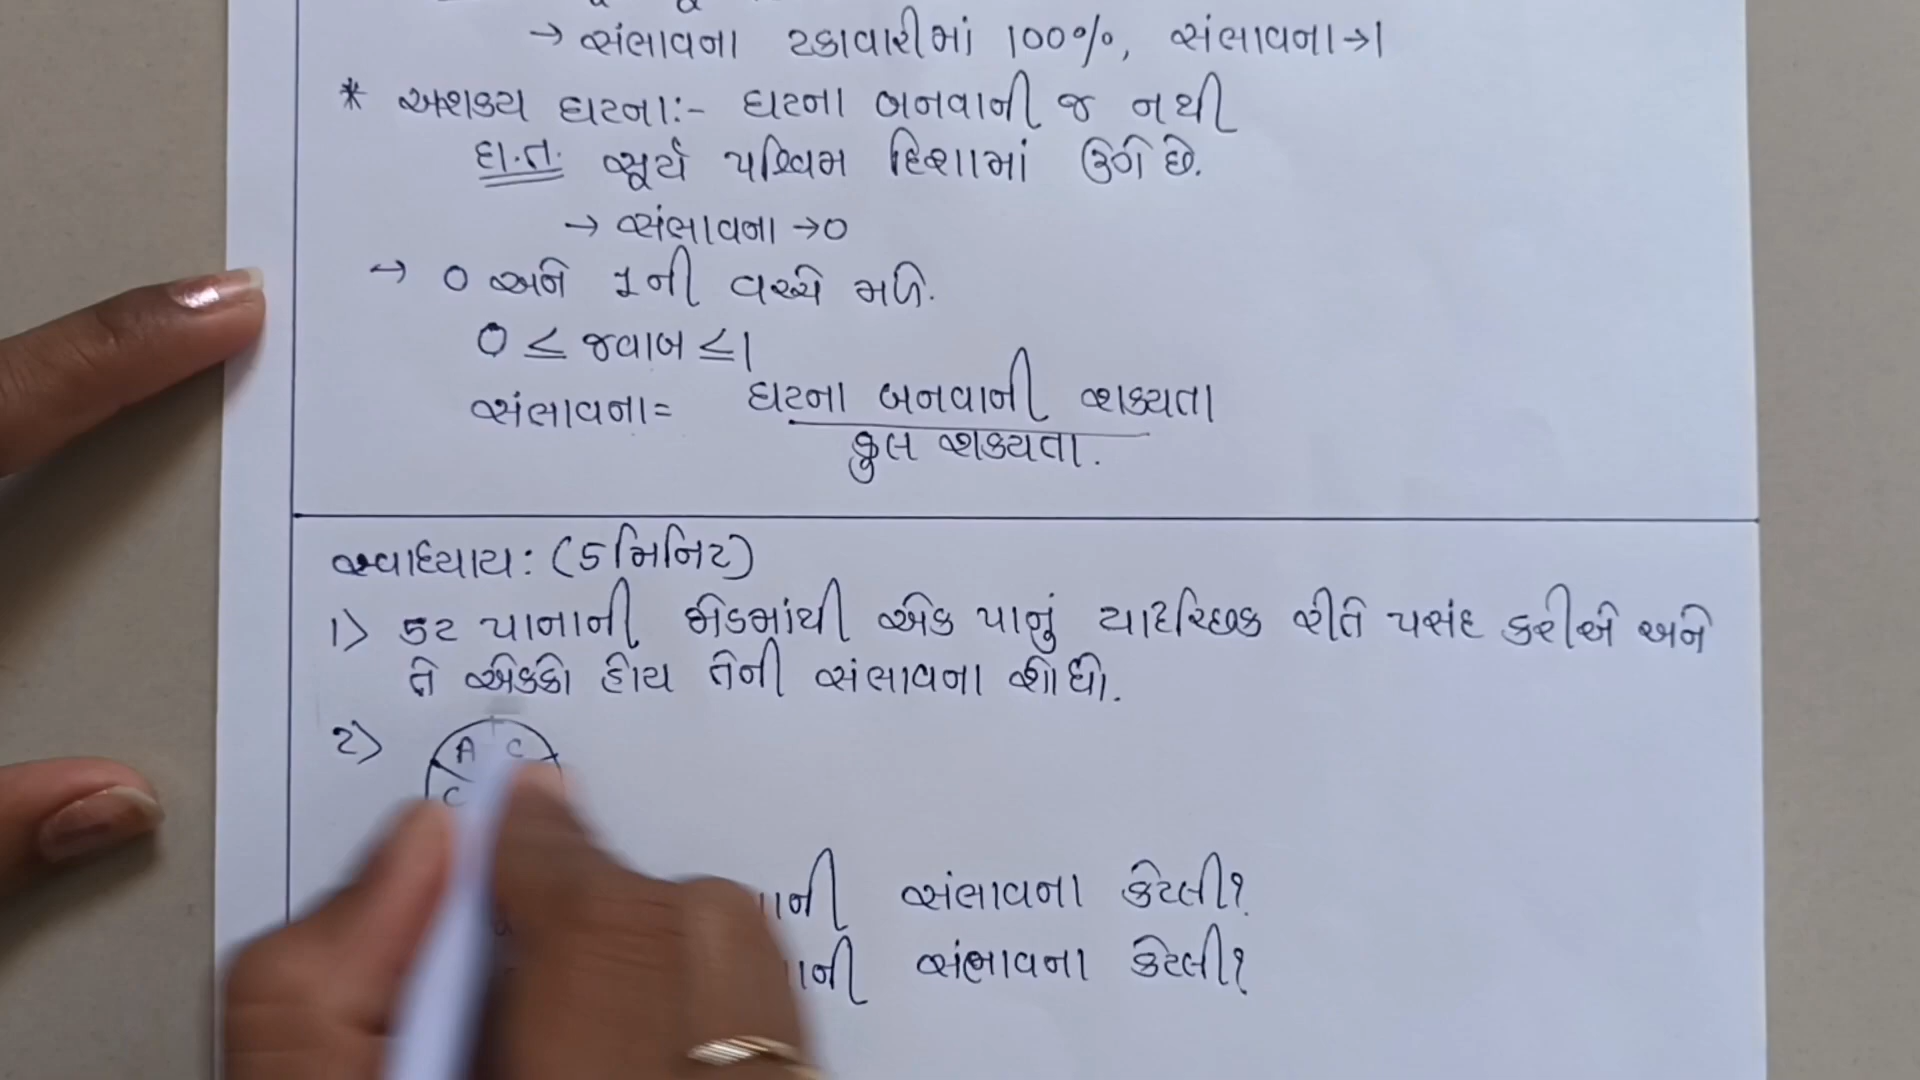 → સંભાવના ટકાવારીમાં 100%, સંભાવના→1
* અશક્ય ઘટના:- ઘટના બનવાની જ નથી
દા.ત. સૂર્ય પશ્ચિમ દિશામાં ઉગે છે.
→ સંભાવના →0
→ 0 અને 1ની વચ્ચે મળે.
0 ≤ જવાબ ≤1
સંભાવના= ઘટના બનવાની શક્યતા
કુલ શક્યતા.
સ્વાધ્યાય: (5 મિનિટ)
1) 52 પાનાની જોડમાંથી એક પાનું યાદૃચ્છિક રીતે પસંદ કરીએ અને
તે એક્કો હોય તેની સંભાવના શોધો.
2) A C
C
સંભાવના કેટલી?
સંભાવના કેટલી?